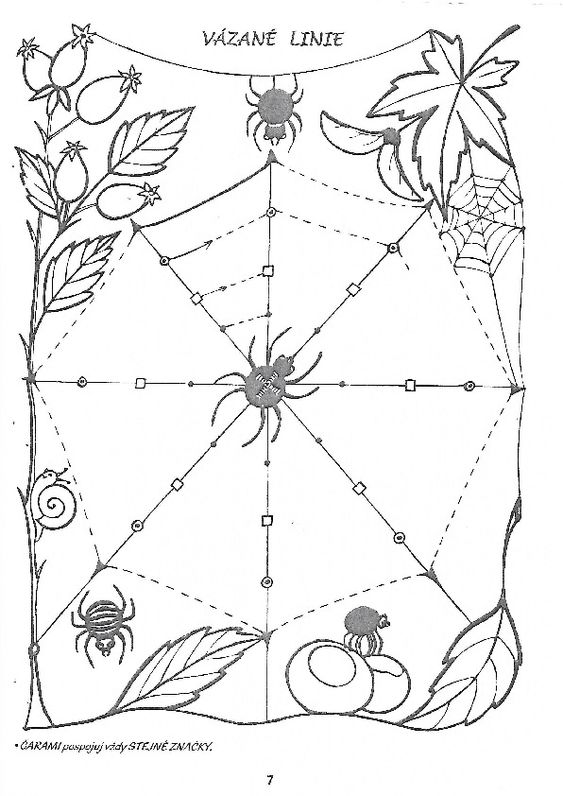 VÁZANÉ LINIE
• ČARAMI pospojuj vždy STEJNÉ ZNAČKY.
7